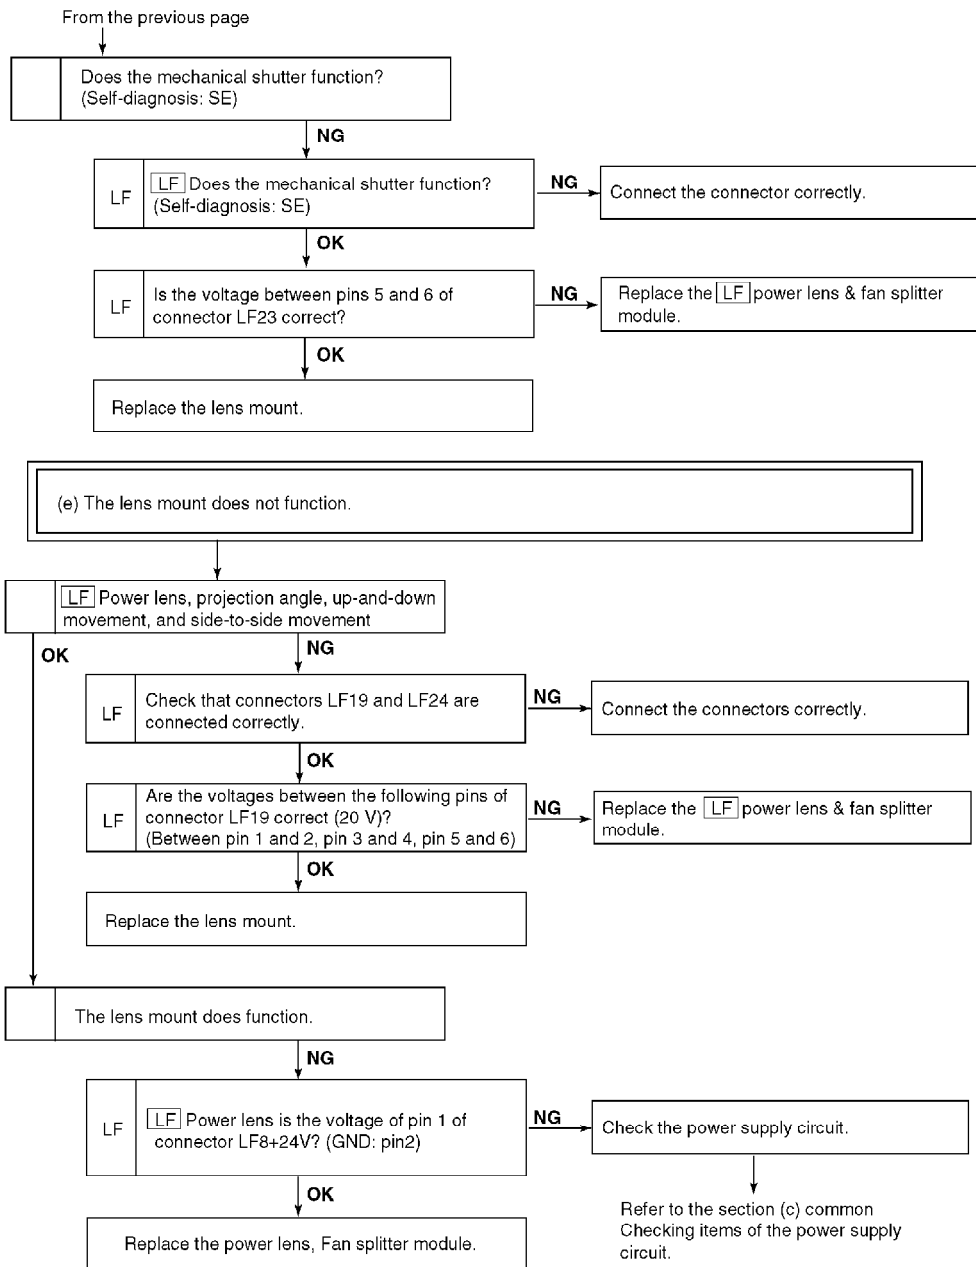 From the previous page
Does the mechanical shutter function?
(Self-diagnosis: SE)
NG
LF
LF Does the mechanical shutter function?
(Self-diagnosis: SE)
NG
Connect the connector correctly.
OK
LF
Is the voltage between pins 5 and 6 of
connector LF23 correct?
NG
Replace the LF power lens & fan splitter
module.
OK
Replace the lens mount.
(e) The lens mount does not function.
LF Power lens, projection angle, up-and-down
movement, and side-to-side movement
OK
NG
LF
Check that connectors LF19 and LF24 are
connected correctly.
NG
Connect the connectors correctly.
OK
LF
Are the voltages between the following pins of
connector LF19 correct (20 V)?
(Between pin 1 and 2, pin 3 and 4, pin 5 and 6)
NG
Replace the LF power lens & fan splitter
module.
OK
Replace the lens mount.
The lens mount does function.
NG
LF
LF Power lens is the voltage of pin 1 of
connector LF8+24V? (GND: pin2)
NG
Check the power supply circuit.
OK
Refer to the section (c) common
Checking items of the power supply
circuit.
Replace the power lens, Fan splitter module.